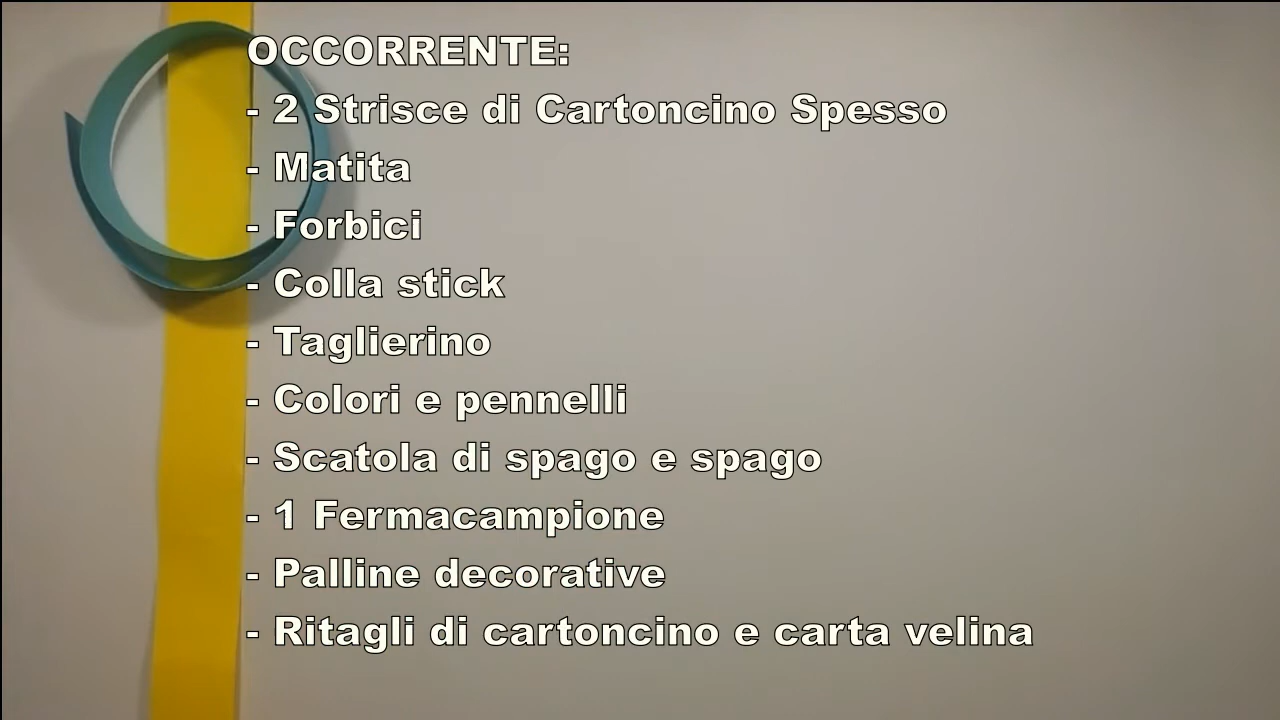 OCCORRENTE:
- 2 Strisce di Cartoncino Spesso
- Matita
- Forbici
- Colla stick
- Taglierino
- Colori e pennelli
- Scatola di spago e spago
- 1 Fermacampione
- Palline decorative
- Ritagli di cartoncino e carta velina